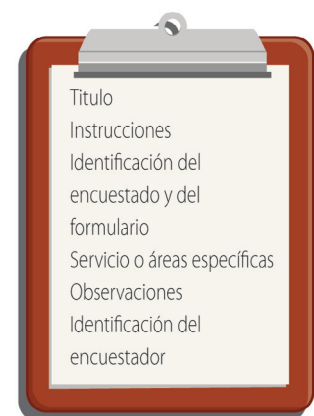 Titulo
Instrucciones
Identificación del
encuestado y del
formulario
Servicio o áreas específicas
Observaciones
Identificación del
encuestador